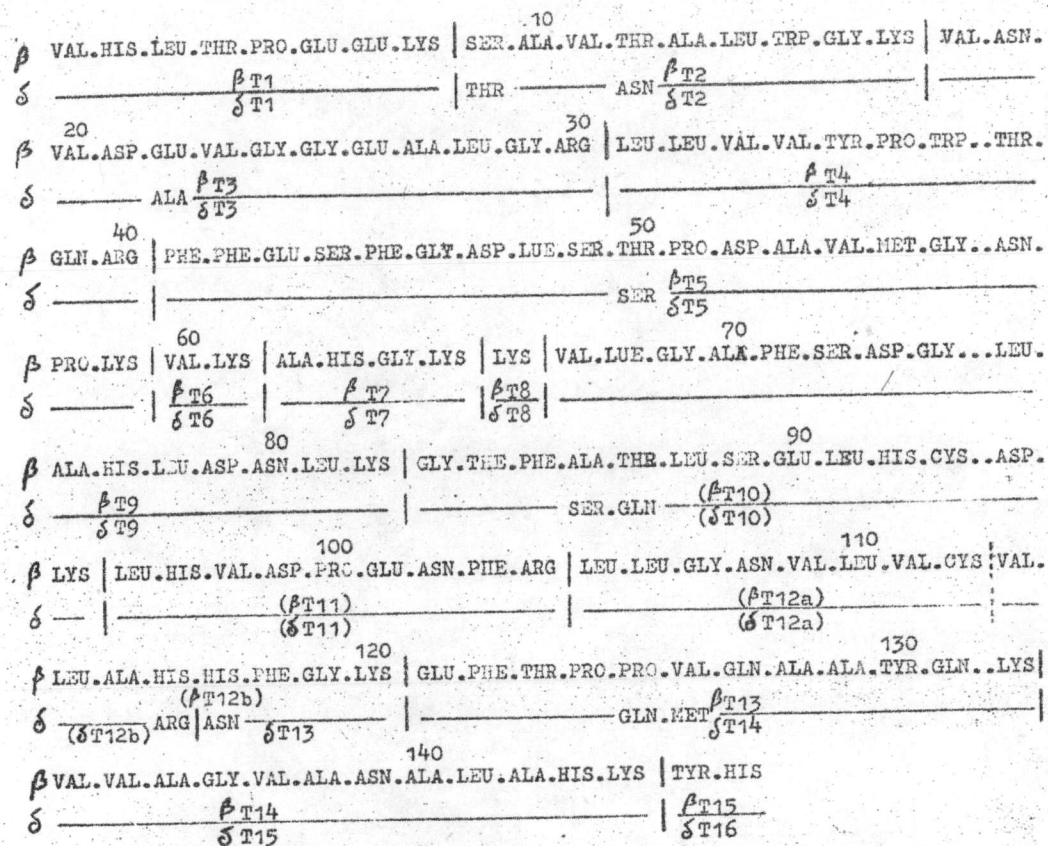 10
β VAL.HIS.LEU.THR.PRO.GLU.GLU.LYS | SER.ALA.VAL.THR.ALA.LEU.TRP.GLY.LYS | VAL.ASN.
βT1 βT2
δ THR ASN
δT1 δT2
20 30
β VAL.ASP.GLU.VAL.GLY.GLY.GLU.ALA.LEU.GLY.ARG | LEU.LEU.VAL.VAL.TYR.PRO.TRP..THR.
βT3 βT4
δ ALA
δT3 δT4
40 50
β GLN.ARG | PHE.PHE.GLU.SER.PHE.GLY.ASP.LUE.SER.THR.PRO.ASP.ALA.VAL.MET.GLY..ASN.
βT5
δ SER
δT5
60 70
β PRO.LYS | VAL.LYS | ALA.HIS.GLY.LYS | LYS | VAL.LUE.GLY.ALA.PHE.SER.ASP.GLY...LEU.
βT6 βT7 βT8
δ
δT6 δT7 δT8
80 90
β ALA.HIS.LEU.ASP.ASN.LEU.LYS | GLY.THE.PHE.ALA.THR.LEU.SER.GLU.LEU.HIS.CYS..ASP.
βT9 (βT10)
δ SER.GLN
δT9 (δT10)
100 110
β LYS | LEU.HIS.VAL.ASP.PRO.GLU.ASN.PHE.ARG | LEU.LEU.GLY.ASN.VAL.LEU.VAL.CYS ¦ VAL.
(βT11) (βT12a)
δ
(δT11) (δT12a)
120 130
β LEU.ALA.HIS.HIS.PHE.GLY.LYS | GLU.PHE.THR.PRO.PRO.VAL.GLN.ALA.ALA.TYR.GLN..LYS|
(βT12b) βT13
δ ARG | ASN GLN.MET
(δT12b) δT13 δT14
140
β VAL.VAL.ALA.GLY.VAL.ALA.ASN.ALA.LEU.ALA.HIS.LYS | TYR.HIS
βT14 βT15
δ
δT15 δT16